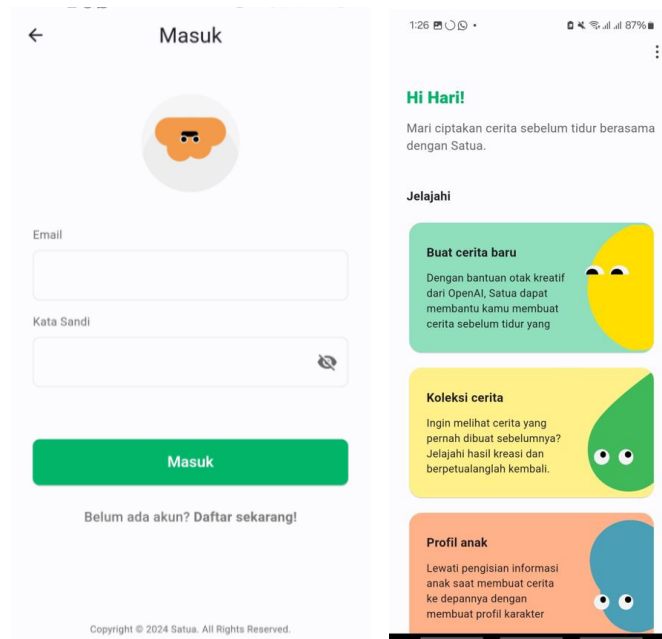 Masuk
Email
Kata Sandi
Masuk
Belum ada akun? Daftar sekarang!
Copyright © 2024 Satua. All Rights Reserved.
1:26
87%
Hi Hari!
Mari ciptakan cerita sebelum tidur berasama
dengan Satua.
Jelajahi
Buat cerita baru
Dengan bantuan otak kreatif
dari OpenAI, Satua dapat
membantu kamu membuat
cerita sebelum tidur yang
Koleksi cerita
Ingin melihat cerita yang
pernah dibuat sebelumnya?
Jelajahi hasil kreasi dan
berpetualanglah kembali.
Profil anak
Lewati pengisian informasi
anak saat membuat cerita
ke depannya dengan
membuat profil karakter